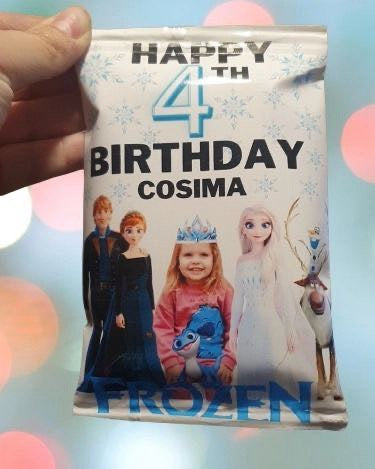 HAPPY
4TH
BIRTHDAY
COSIMA
FROZEN